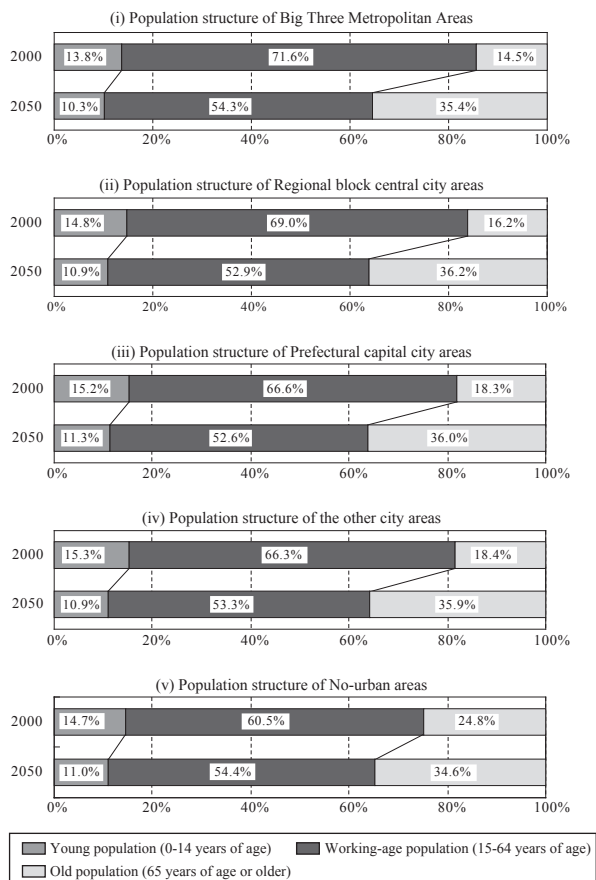 (i) Population structure of Big Three Metropolitan Areas
2000 13.8% 71.6% 14.5%
2050 10.3% 54.3% 35.4%
0% 20% 40% 60% 80% 100%
(ii) Population structure of Regional block central city areas
2000 14.8% 69.0% 16.2%
2050 10.9% 52.9% 36.2%
0% 20% 40% 60% 80% 100%
(iii) Population structure of Prefectural capital city areas
2000 15.2% 66.6% 18.3%
2050 11.3% 52.6% 36.0%
0% 20% 40% 60% 80% 100%
(iv) Population structure of the other city areas
2000 15.3% 66.3% 18.4%
2050 10.9% 53.3% 35.9%
0% 20% 40% 60% 80% 100%
(v) Population structure of No-urban areas
2000 14.7% 60.5% 24.8%
2050 11.0% 54.4% 34.6%
0% 20% 40% 60% 80% 100%
Young population (0-14 years of age) Working-age population (15-64 years of age)
Old population (65 years of age or older)